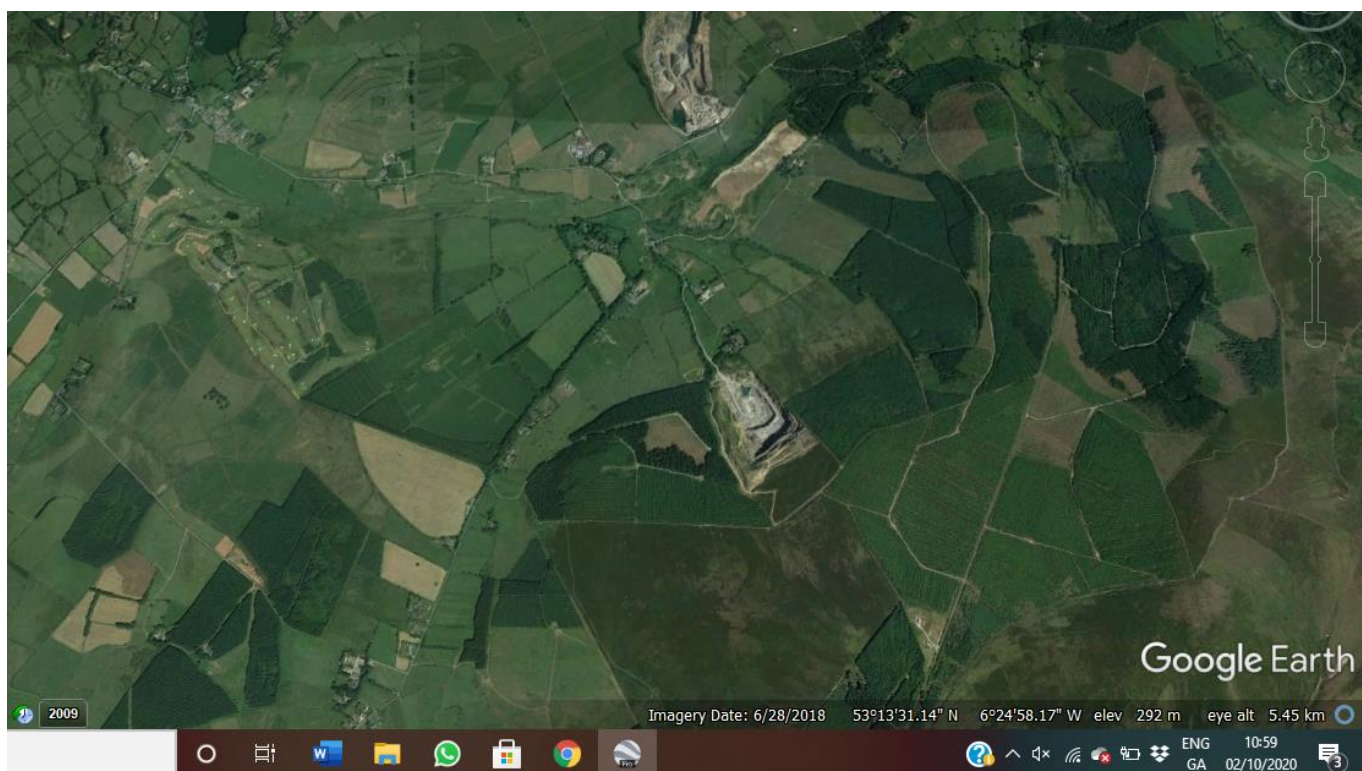 Google Earth
2009
Imagery Date: 6/28/2018 53°13'31.14" N 6°24'58.17" W elev 292 m eye alt 5.45 km
W
Pro
ENG
GA
10:59
02/10/2020
3